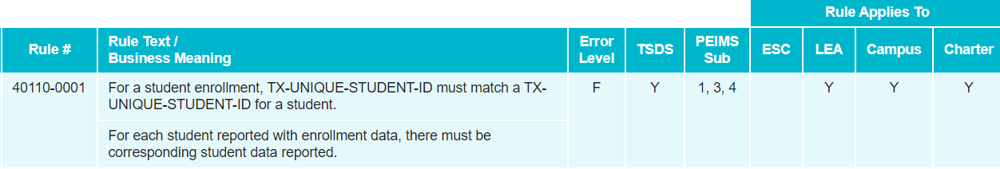 Rule Applies To
Rule #
Rule Text /
Business Meaning
Error
Level
TSDS
PEIMS
Sub
ESC
LEA
Campus
Charter
40110-0001
For a student enrollment, TX-UNIQUE-STUDENT-ID must match a TX-
UNIQUE-STUDENT-ID for a student.
F
Y
1, 3, 4
Y
Y
Y
For each student reported with enrollment data, there must be
corresponding student data reported.